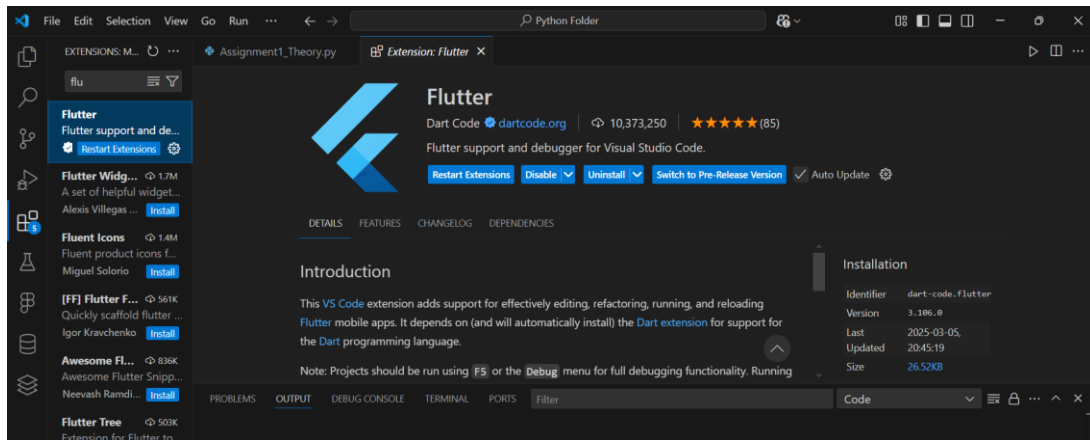 File Edit Selection View Go Run ··· Python Folder
EXTENSIONS: M... ···
flu
Flutter
Flutter support and de...
Restart Extensions
Flutter Widg... 1.7M
A set of helpful widget...
Alexis Villegas ... Install
Fluent Icons 1.4M
Fluent product icons f...
Miguel Solorio Install
[FF] Flutter F... 561K
Quickly scaffold flutter ...
Igor Kravchenko Install
Awesome Fl... 836K
Awesome Flutter Snipp...
Neevash Ramdi... Install
Flutter Tree 503K
Extension for Flutter to
5
Assignment1_Theory.py Extension: Flutter
Flutter
Dart Code dartcode.org 10,373,250 (85)
Flutter support and debugger for Visual Studio Code.
Restart Extensions Disable Uninstall Switch to Pre-Release Version Auto Update
DETAILS FEATURES CHANGELOG DEPENDENCIES
Introduction
This VS Code extension adds support for effectively editing, refactoring, running, and reloading
Flutter mobile apps. It depends on (and will automatically install) the Dart extension for support for
the Dart programming language.
Note: Projects should be run using F5 or the Debug menu for full debugging functionality. Running
Installation
Identifier dart-code.flutter
Version 3.106.0
Last 2025-03-05,
Updated 20:45:19
Size 26.52KB
PROBLEMS OUTPUT DEBUG CONSOLE TERMINAL PORTS Filter Code ···